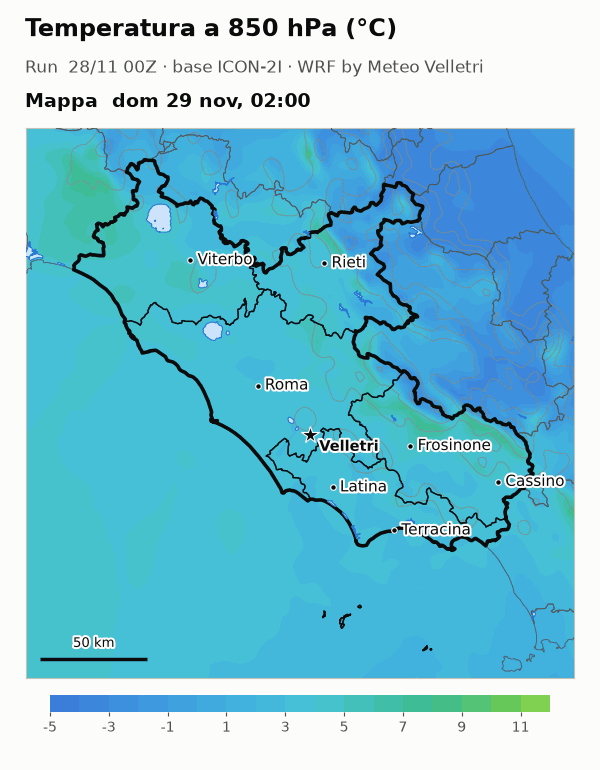 Temperatura a 850 hPa (°C)
Run  28/11 00Z · base ICON-2I · WRF by Meteo Velletri
Mappa  dom 29 nov, 02:00
Viterbo
Rieti
Roma
Velletri
Frosinone
Latina
Cassino
Terracina
50 km
-5 -3 -1 1 3 5 7 9 11